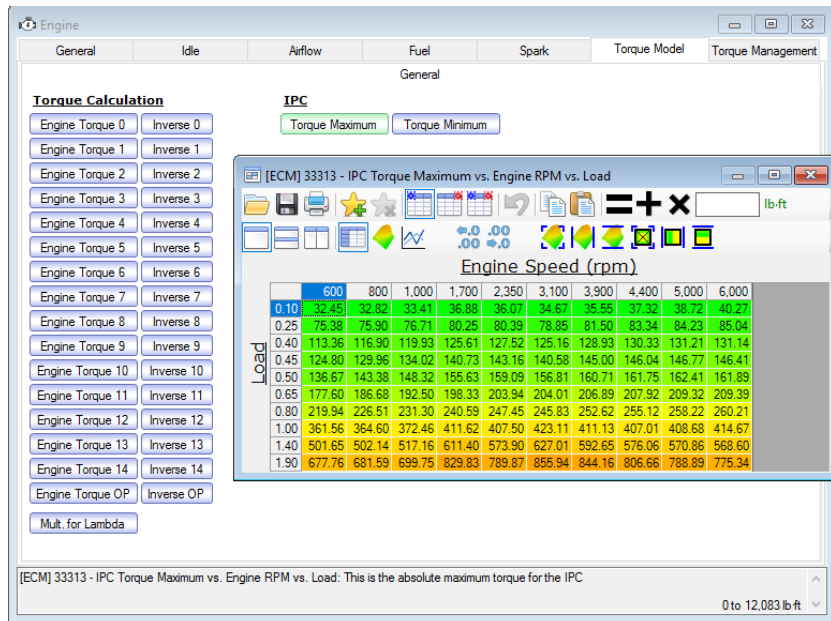 Engine
General Idle Airflow Fuel Spark Torque Model Torque Management
General
Torque Calculation IPC
Engine Torque 0 Inverse 0 Torque Maximum Torque Minimum
Engine Torque 1 Inverse 1
Engine Torque 2 Inverse 2
Engine Torque 3 Inverse 3
Engine Torque 4 Inverse 4
Engine Torque 5 Inverse 5
Engine Torque 6 Inverse 6
Engine Torque 7 Inverse 7
Engine Torque 8 Inverse 8
Engine Torque 9 Inverse 9
Engine Torque 10 Inverse 10
Engine Torque 11 Inverse 11
Engine Torque 12 Inverse 12
Engine Torque 13 Inverse 13
Engine Torque 14 Inverse 14
Engine Torque OP Inverse OP
Mult. for Lambda
[ECM] 33313 - IPC Torque Maximum vs. Engine RPM vs. Load
lb·ft
.0 .00
.00 .0
Engine Speed (rpm)
Load
600 800 1,000 1,700 2,350 3,100 3,900 4,400 5,000 6,000
0.10 32.45 32.82 33.41 36.88 36.07 34.67 35.55 37.32 38.72 40.27
0.25 75.38 75.90 76.71 80.25 80.39 78.85 81.50 83.34 84.23 85.04
0.40 113.36 116.90 119.93 125.61 127.52 125.16 128.93 130.33 131.21 131.14
0.45 124.80 129.96 134.02 140.73 143.16 140.58 145.00 146.04 146.77 146.41
0.50 136.67 143.38 148.32 155.63 159.09 156.81 160.71 161.75 162.41 161.89
0.65 177.60 186.68 192.50 198.33 203.94 204.01 206.89 207.92 209.32 209.39
0.80 219.94 226.51 231.30 240.59 247.45 245.83 252.62 255.12 258.22 260.21
1.00 361.56 364.60 372.46 411.62 407.50 423.11 411.13 407.01 408.68 414.67
1.40 501.65 502.14 517.16 611.40 573.90 627.01 592.65 576.06 570.86 568.60
1.90 677.76 681.59 699.75 829.83 789.87 855.94 844.16 806.66 788.89 775.34
[ECM] 33313 - IPC Torque Maximum vs. Engine RPM vs. Load: This is the absolute maximum torque for the IPC
0 to 12,083 lb·ft